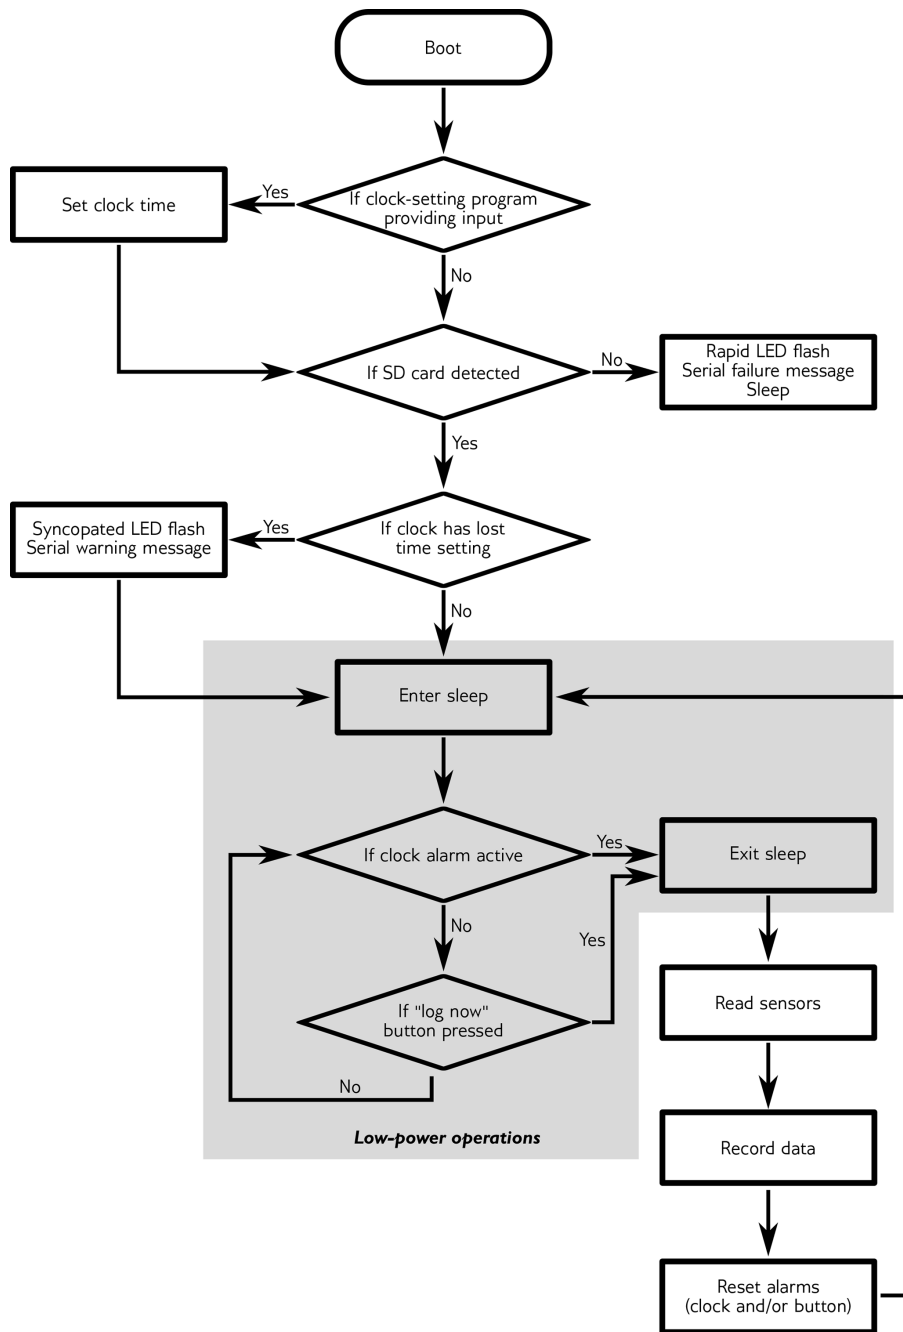 Boot
If clock-setting program
providing input
Yes
Set clock time
No
If SD card detected
No
Rapid LED flash
Serial failure message
Sleep
Yes
If clock has lost
time setting
Yes
Syncopated LED flash
Serial warning message
No
Enter sleep
If clock alarm active
Yes
Exit sleep
No
If "log now"
button pressed
Yes
No
Low-power operations
Read sensors
Record data
Reset alarms
(clock and/or button)